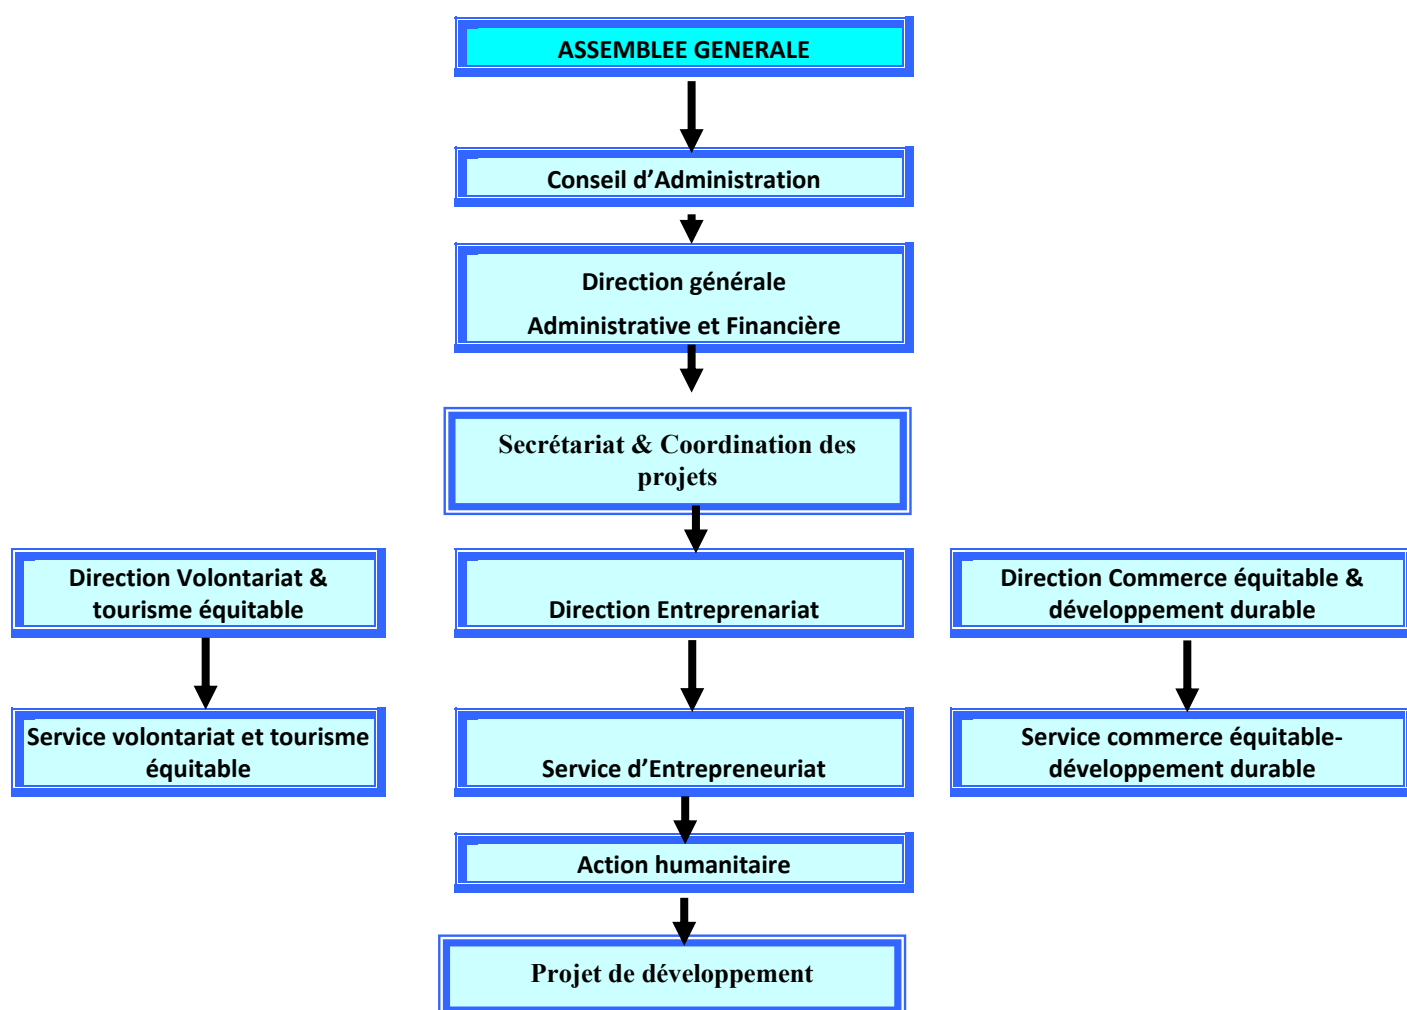 ASSEMBLEE GENERALE
Conseil d’Administration
Direction générale
Administrative et Financière
Secrétariat & Coordination des
projets
Direction Volontariat &
tourisme équitable
Direction Entreprenariat
Direction Commerce équitable &
développement durable
Service volontariat et tourisme
équitable
Service d’Entrepreneuriat
Service commerce équitable-
développement durable
Action humanitaire
Projet de développement